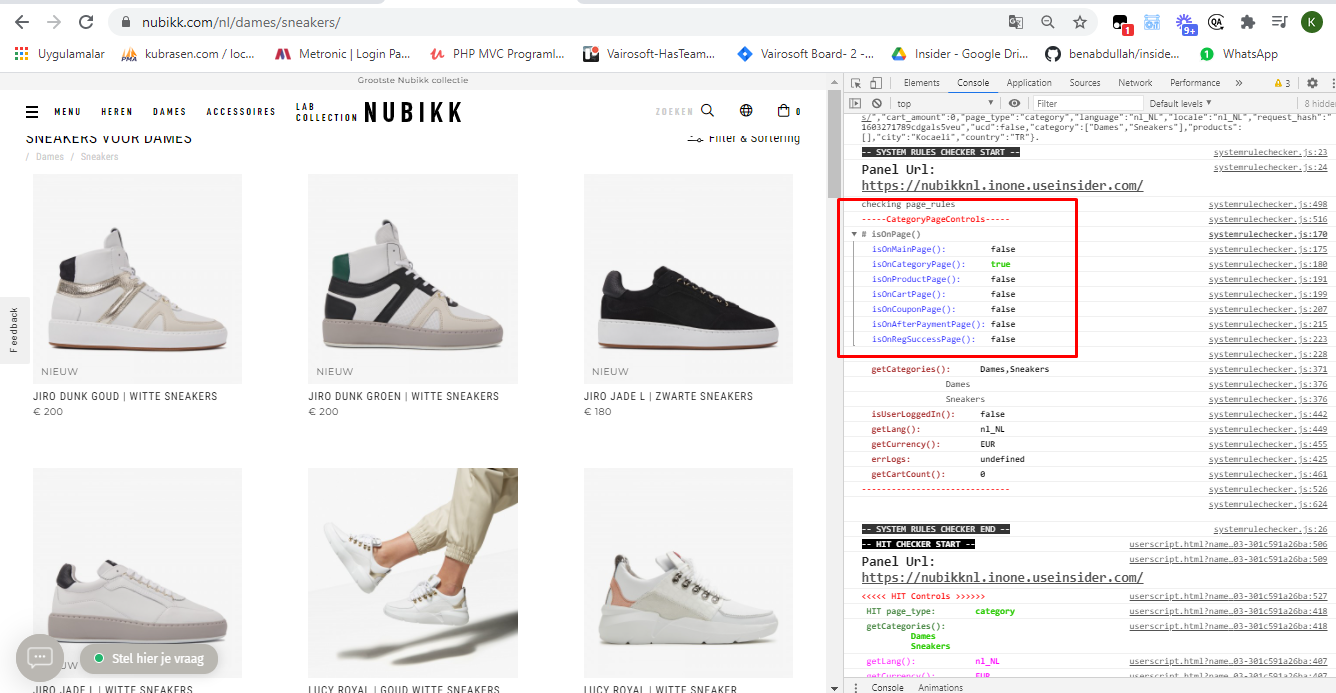 nubikk.com/nl/dames/sneakers/
1
9+
QA
K
Uygulamalar
PMA
kubrasen.com / loc...
Metronic | Login Pa...
PHP MVC Programl...
Vairosoft-HasTeam...
Vairosoft Board- 2 -...
Insider - Google Dri...
benabdullah/inside...
1
WhatsApp
Grootste Nubikk collectie
MENU
HEREN
DAMES
ACCESSOIRES
LAB
COLLECTION
NUBIKK
ZOEKEN
0
SNEAKERS VOOR DAMES
Filter & Sortering
/ Dames / Sneakers
Feedback
NIEUW
NIEUW
NIEUW
JIRO DUNK GOUD | WITTE SNEAKERS
€ 200
JIRO DUNK GROEN | WITTE SNEAKERS
€ 200
JIRO JADE L | ZWARTE SNEAKERS
€ 180
Stel hier je vraag
JIRO JADE L | WITTE SNEAKERS
LUCY ROYAL | GOUD WITTE SNEAKERS
LUCY ROYAL | WITTE SNEAKER
Elements
Console
Application
Sources
Network
Performance
»
3
top
Filter
Default levels
8 hidden
s/","cart_amount":0,"page_type":"category","language":"nl_NL","locale":"nl_NL","request_hash":"
1603271789cdgals5veu","ucd":false,"category":["Dames","Sneakers"],"products":
[],"city":"Kocaeli","country":"TR"}.
-- SYSTEM RULES CHECKER START -- systemrulechecker.js:23
Panel Url: systemrulechecker.js:24
https://nubikknl.inone.useinsider.com/
checking page_rules systemrulechecker.js:498
-----CategoryPageControls----- systemrulechecker.js:516
# isOnPage() systemrulechecker.js:170
isOnMainPage(): false systemrulechecker.js:175
isOnCategoryPage(): true systemrulechecker.js:180
isOnProductPage(): false systemrulechecker.js:191
isOnCartPage(): false systemrulechecker.js:199
isOnCouponPage(): false systemrulechecker.js:207
isOnAfterPaymentPage(): false systemrulechecker.js:215
isOnRegSuccessPage(): false systemrulechecker.js:223
systemrulechecker.js:228
getCategories(): Dames,Sneakers systemrulechecker.js:371
Dames systemrulechecker.js:376
Sneakers systemrulechecker.js:376
isUserLoggedIn(): false systemrulechecker.js:442
getLang(): nl_NL systemrulechecker.js:449
getCurrency(): EUR systemrulechecker.js:455
errLogs: undefined systemrulechecker.js:425
getCartCount(): 0 systemrulechecker.js:461
------------------------------ systemrulechecker.js:526
systemrulechecker.js:624
-- SYSTEM RULES CHECKER END -- systemrulechecker.js:26
-- HIT CHECKER START -- userscript.html?name…03-301c591a26ba:506
Panel Url: userscript.html?name…03-301c591a26ba:509
https://nubikknl.inone.useinsider.com/
<<<<< HIT Controls >>>>>> userscript.html?name…03-301c591a26ba:527
HIT page_type: category userscript.html?name…03-301c591a26ba:418
getCategories(): userscript.html?name…03-301c591a26ba:418
Dames
Sneakers
getLang(): nl_NL userscript.html?name…03-301c591a26ba:407
getCurrency(): EUR
Console
Animations